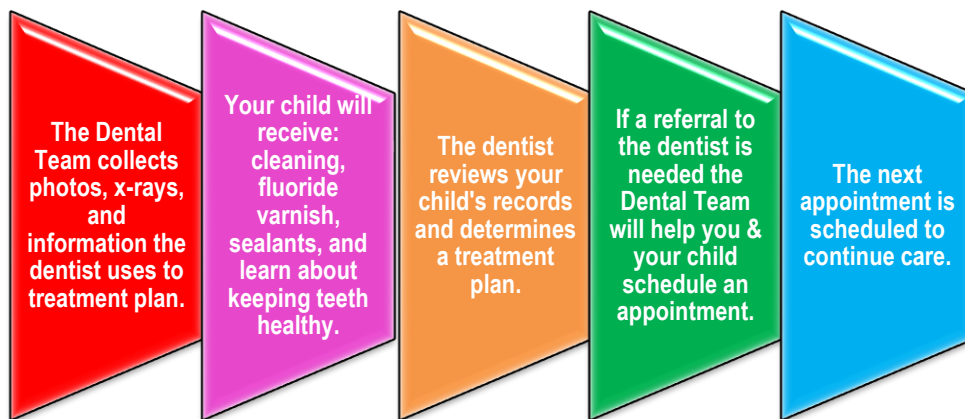 The Dental
Team collects
photos, x-rays,
and
information the
dentist uses to
treatment plan.
Your child will
receive:
cleaning,
fluoride
varnish,
sealants, and
learn about
keeping teeth
healthy.
The dentist
reviews your
child's records
and determines
a treatment
plan.
If a referral to
the dentist is
needed the
Dental Team
will help you &
your child
schedule an
appointment.
The next
appointment is
scheduled to
continue care.